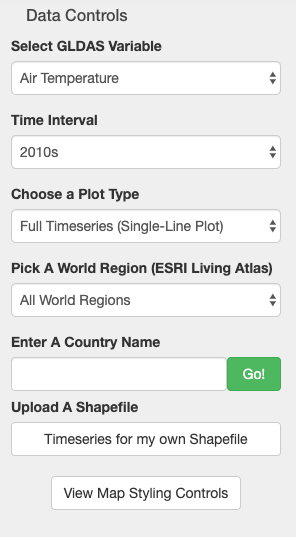 Data Controls
Select GLDAS Variable
Air Temperature
Time Interval
2010s
Choose a Plot Type
Full Timeseries (Single-Line Plot)
Pick A World Region (ESRI Living Atlas)
All World Regions
Enter A Country Name
Go!
Upload A Shapefile
Timeseries for my own Shapefile
View Map Styling Controls